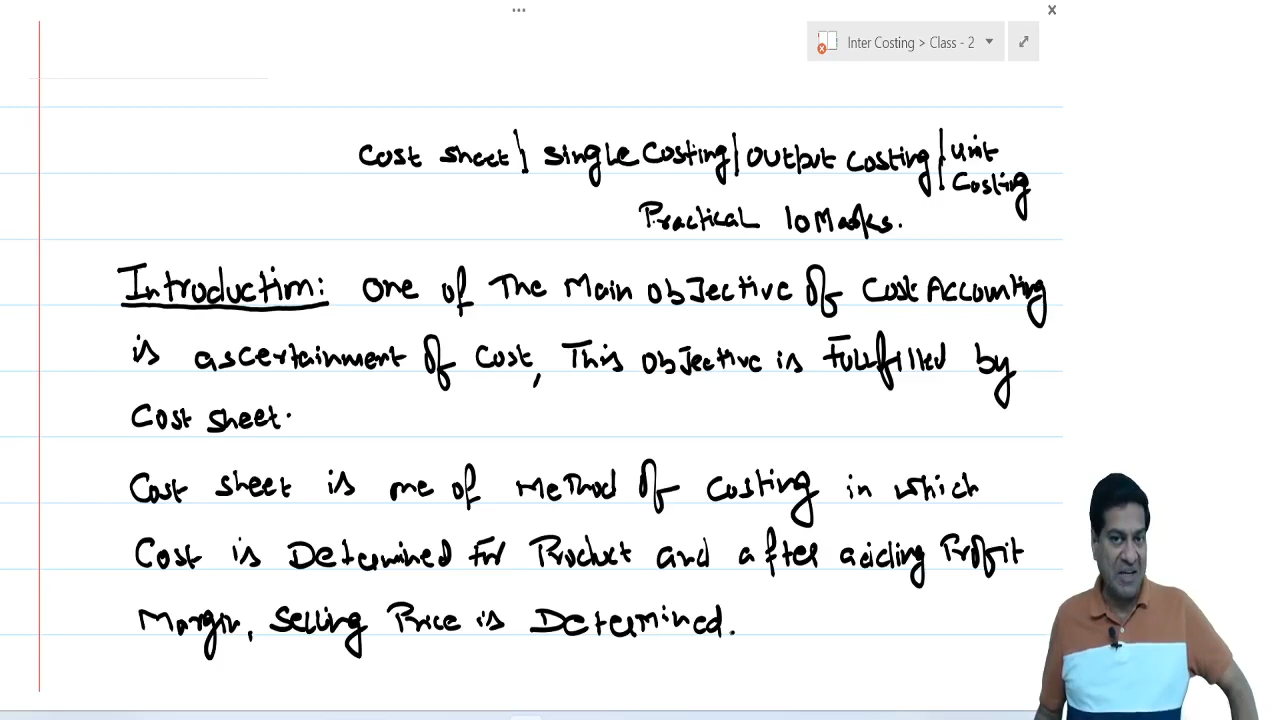 Inter Costing > Class - 2
Cost sheet | Single Costing | Output Costing | Unit Costing
Practical 10 Marks.
Introduction: One of The Main Objective Of Cost Accounting
is ascertainment Of Cost, This Objective is Fullfilled by
Cost sheet.
Cost sheet is one of Method Of Costing in which
Cost is Determined For Product and after adding Profit
Margin, Selling Price is Determined.